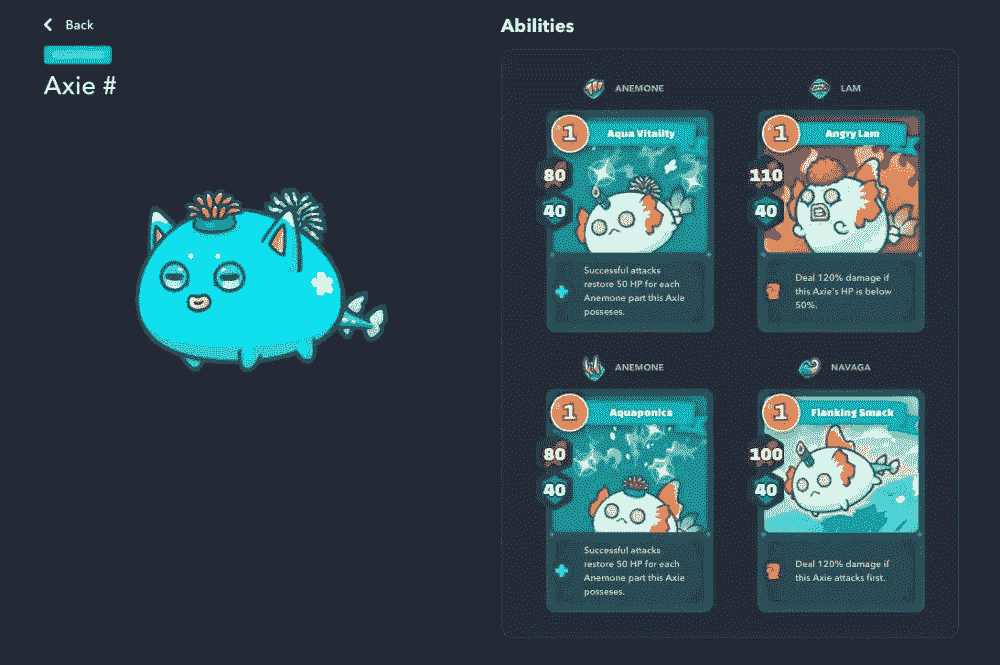 Back
Axie #
Abilities
ANEMONE
1
Aqua Vitality
80
40
Successful attacks
restore 50 HP for each
Anemone part this Axie
posseses.
LAM
1
Angry Lam
110
40
Deal 120% damage if
this Axie's HP is below
50%.
ANEMONE
1
Aquaponics
80
40
Successful attacks
restore 50 HP for each
Anemone part this Axie
posseses.
NAVAGA
1
Flanking Smack
100
40
Deal 120% damage if
this Axie attacks first.